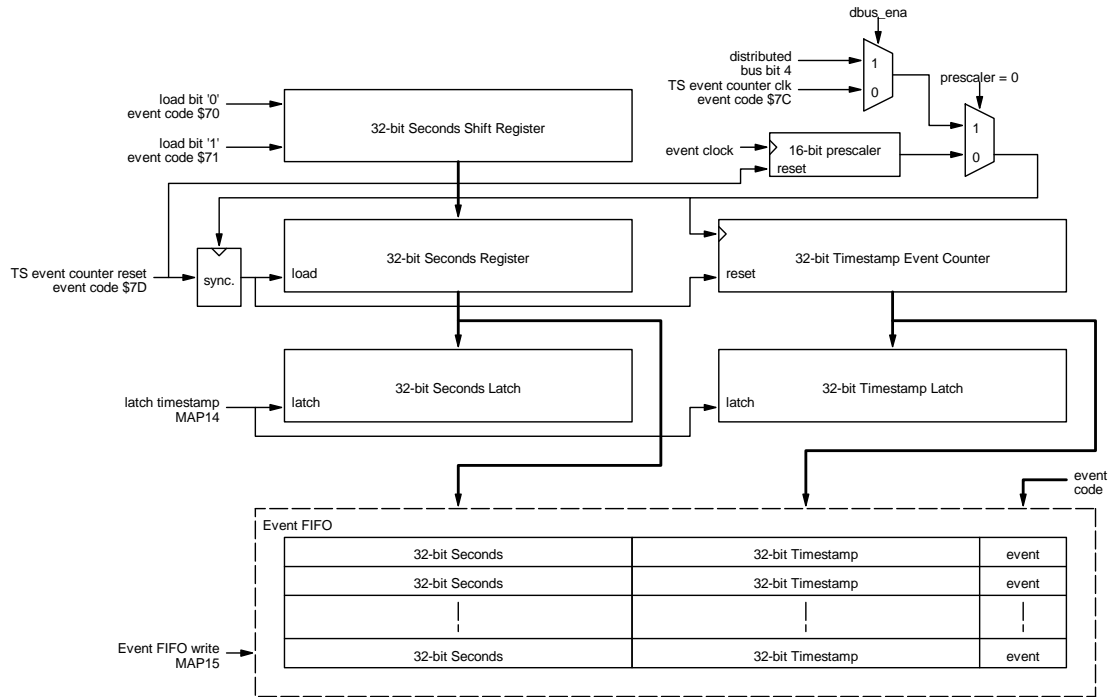 dbus_ena
distributed
bus bit 4
1
prescaler = 0
TS event counter clk
event code $7C
0
load bit '0'
event code $70
1
32-bit Seconds Shift Register
load bit '1'
event code $71
event clock
16-bit prescaler
0
reset
32-bit Seconds Register
32-bit Timestamp Event Counter
TS event counter reset
event code $7D
sync.
load
reset
32-bit Seconds Latch
32-bit Timestamp Latch
latch timestamp
MAP14
latch
latch
event
code
Event FIFO
32-bit Seconds
32-bit Timestamp
event
32-bit Seconds
32-bit Timestamp
event
Event FIFO write
MAP15
32-bit Seconds
32-bit Timestamp
event